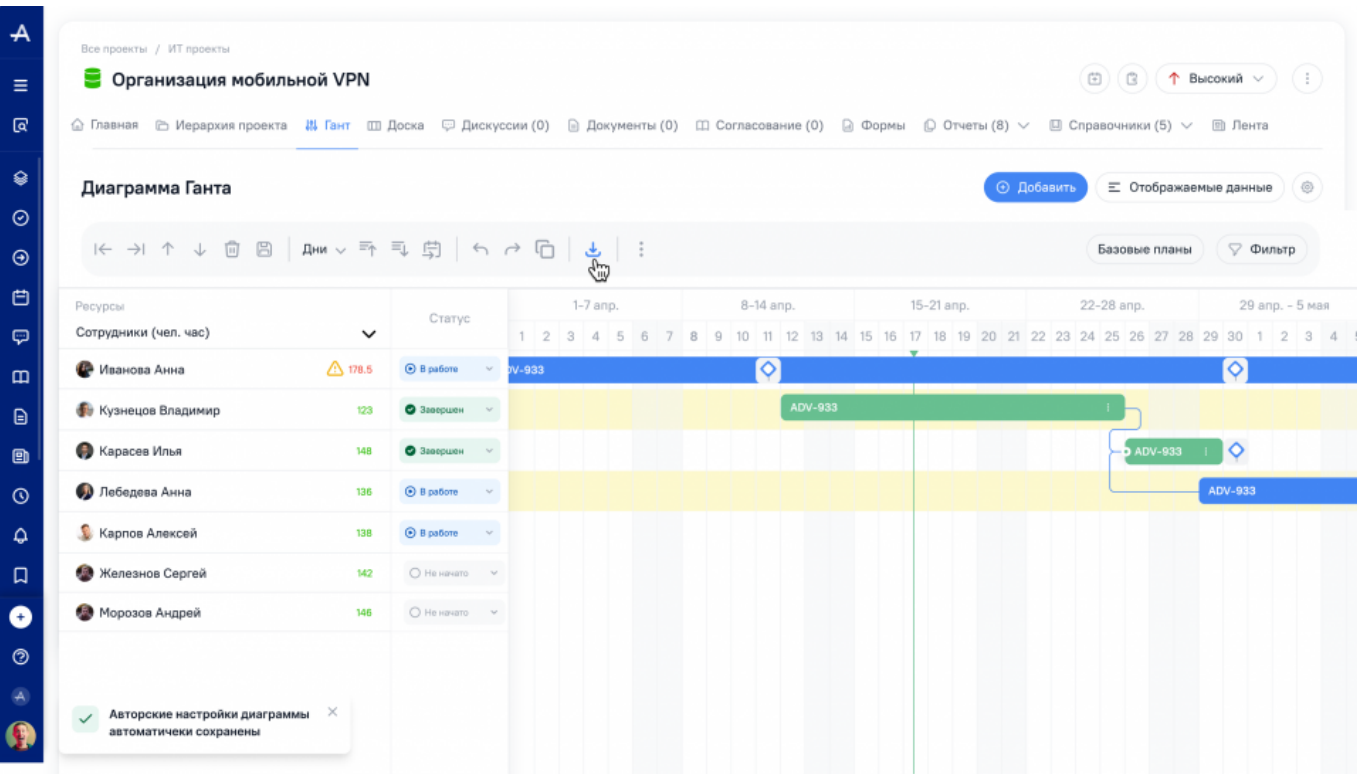 Все проекты / ИТ проекты
Организация мобильной VPN
Высокий
Главная Иерархия проекта Гант Доска Дискуссии (0) Документы (0) Согласование (0) Формы Отчеты (8) Справочники (5) Лента
Диаграмма Ганта
Добавить
Отображаемые данные
Дни
Базовые планы
Фильтр
Ресурсы
Сотрудники (чел. час)
Статус
1-7 апр. 8-14 апр. 15-21 апр. 22-28 апр. 29 апр. - 5 мая
1 2 3 4 5 6 7 8 9 10 11 12 13 14 15 16 17 18 19 20 21 22 23 24 25 26 27 28 29 30 1 2 3 4
Иванова Анна 178.5 В работе DV-933
Кузнецов Владимир 123 Завершен ADV-933
Карасев Илья 148 Завершен ADV-933
Лебедева Анна 136 В работе ADV-933
Карпов Алексей 138 В работе
Железнов Сергей 142 Не начато
Морозов Андрей 146 Не начато
Авторские настройки диаграммы
автоматичеки сохранены